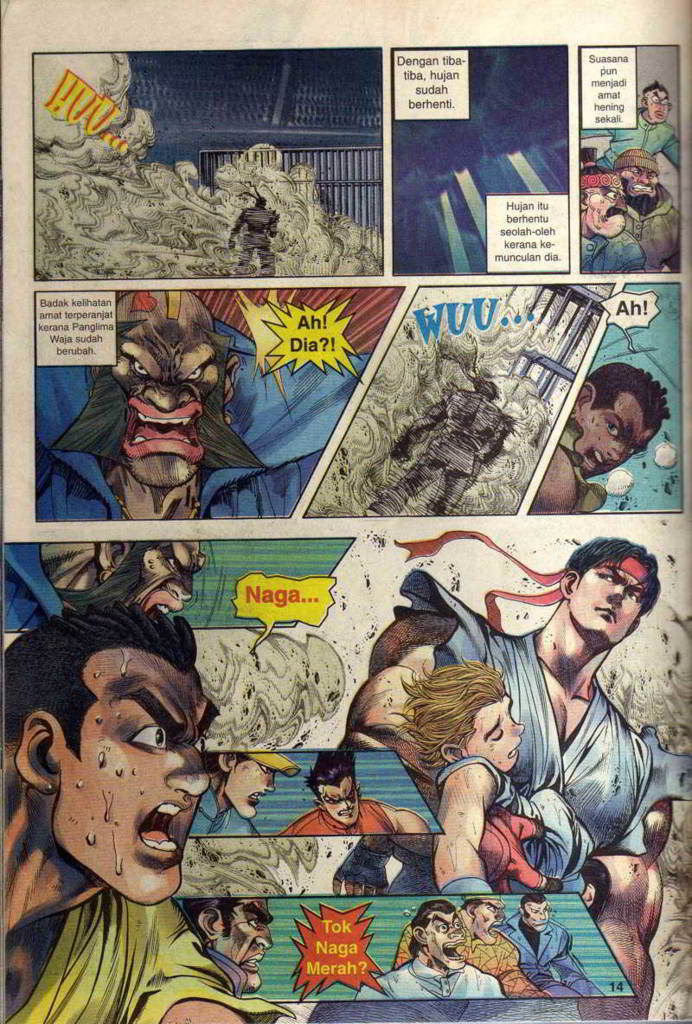 HUU...
Dengan tiba-
tiba, hujan
sudah
berhenti.
Hujan itu
berhentu
seolah-oleh
kerana ke-
munculan dia.
Suasana
pun
menjadi
amat
hening
sekali.
Badak kelihatan
amat terperanjat
kerana Panglima
Waja sudah
berubah.
Ah!
Dia?!
WUU...
Ah!
Naga...
Tok
Naga
Merah?
14